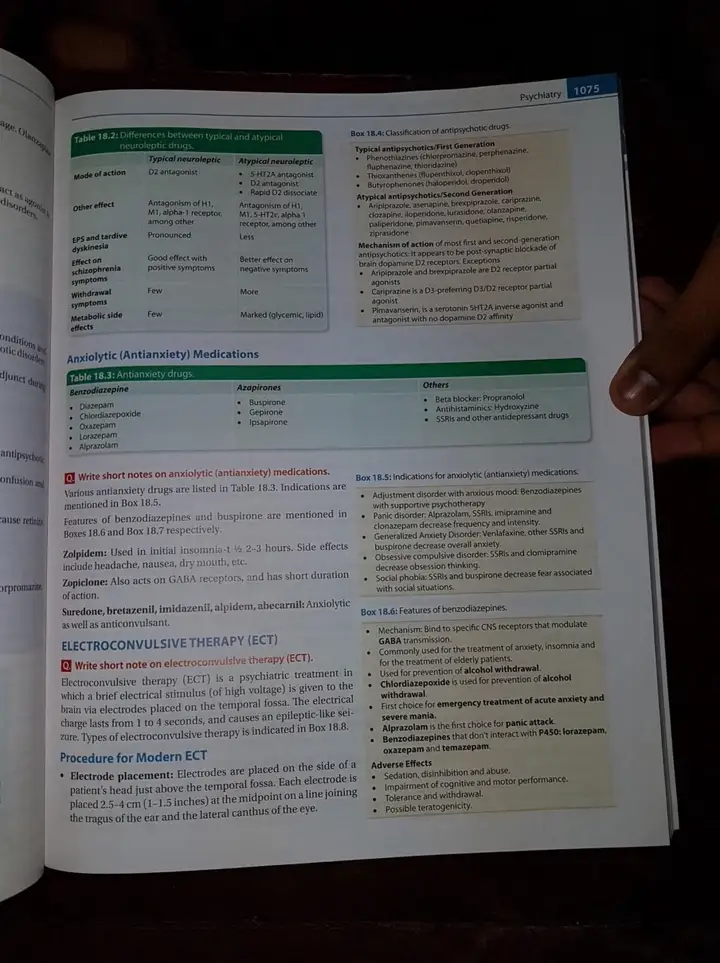 Psychiatry 1075
age, Olanzapine
act as agonis
disorders.
onditions and
otic disorders
djunct during
antipsychotic
onfusion and
cause retinitis
orpromazine.
Table 18.2: Differences between typical and atypical
neuroleptic drugs.
Typical neuroleptic Atypical neuroleptic
Mode of action D2 antagonist • 5-HT2A antagonist
• D2 antagonist
• Rapid D2 dissociate
Other effect Antagonism of H1, Antagonism of H1,
M1, alpha-1 receptor, M1, 5-HT2c, alpha 1
among other receptor, among other
EPS and tardive Pronounced Less
dyskinesia
Effect on Good effect with Better effect on
schizophrenia positive symptoms negative symptoms
symptoms
Withdrawal Few More
symptoms
Metabolic side Few Marked (glycemic, lipid)
effects
Box 18.4: Classification of antipsychotic drugs.
Typical antipsychotics/First Generation
• Phenothiazines (chlorpromazine, perphenazine,
fluphenazine, thioridazine)
• Thioxanthenes (flupenthixol, clopenthixol)
• Butyrophenones (haloperidol, droperidol)
Atypical antipsychotics/Second Generation
• Aripiprazole, asenapine, brexpiprazole, cariprazine,
clozapine, iloperidone, lurasidone, olanzapine,
paliperidone, pimavanserin, quetiapine, risperidone,
ziprasidone
Mechanism of action of most first and second-generation
antipsychotics: It appears to be post-synaptic blockade of
brain dopamine D2 receptors. Exceptions
• Aripiprazole and brexpiprazole are D2 receptor partial
agonists
• Cariprazine is a D3-preferring D3/D2 receptor partial
agonist
• Pimavanserin, is a serotonin 5HT2A inverse agonist and
antagonist with no dopamine D2 affinity
Anxiolytic (Antianxiety) Medications
Table 18.3: Antianxiety drugs.
Benzodiazepine Azapirones Others
• Diazepam • Buspirone • Beta blocker: Propranolol
• Chlordiazepoxide • Gepirone • Antihistaminics: Hydroxyzine
• Oxazepam • Ipsapirone • SSRIs and other antidepressant drugs
• Lorazepam
• Alprazolam
Q. Write short notes on anxiolytic (antianxiety) medications.
Various antianxiety drugs are listed in Table 18.3. Indications are
mentioned in Box 18.5.
Features of benzodiazepines and buspirone are mentioned in
Boxes 18.6 and Box 18.7 respectively.
Zolpidem: Used in initial insomnia-t ½ 2–3 hours. Side effects
include headache, nausea, dry mouth, etc.
Zopiclone: Also acts on GABA receptors, and has short duration
of action.
Suredone, bretazenil, imidazenil, alpidem, abecarnil: Anxiolytic
as well as anticonvulsant.
ELECTROCONVULSIVE THERAPY (ECT)
Q. Write short note on electroconvulsive therapy (ECT).
Electroconvulsive therapy (ECT) is a psychiatric treatment in
which a brief electrical stimulus (of high voltage) is given to the
brain via electrodes placed on the temporal fossa. The electrical
charge lasts from 1 to 4 seconds, and causes an epileptic-like sei-
zure. Types of electroconvulsive therapy is indicated in Box 18.8.
Procedure for Modern ECT
• Electrode placement: Electrodes are placed on the side of a
patient's head just above the temporal fossa. Each electrode is
placed 2.5–4 cm (1–1.5 inches) at the midpoint on a line joining
the tragus of the ear and the lateral canthus of the eye.
Box 18.5: Indications for anxiolytic (antianxiety) medications.
• Adjustment disorder with anxious mood: Benzodiazepines
with supportive psychotherapy
• Panic disorder: Alprazolam, SSRIs, imipramine and
clonazepam decrease frequency and intensity.
• Generalized Anxiety Disorder: Venlafaxine, other SSRIs and
buspirone decrease overall anxiety.
• Obsessive compulsive disorder: SSRIs and clomipramine
decrease obsession thinking.
• Social phobia: SSRIs and buspirone decrease fear associated
with social situations.
Box 18.6: Features of benzodiazepines.
• Mechanism: Bind to specific CNS receptors that modulate
GABA transmission.
• Commonly used for the treatment of anxiety, insomnia and
for the treatment of elderly patients.
• Used for prevention of alcohol withdrawal.
• Chlordiazepoxide is used for prevention of alcohol
withdrawal.
• First choice for emergency treatment of acute anxiety and
severe mania.
• Alprazolam is the first choice for panic attack.
• Benzodiazepines that don't interact with P450: lorazepam,
oxazepam and temazepam.
Adverse Effects
• Sedation, disinhibition and abuse.
• Impairment of cognitive and motor performance.
• Tolerance and withdrawal.
• Possible teratogenicity.